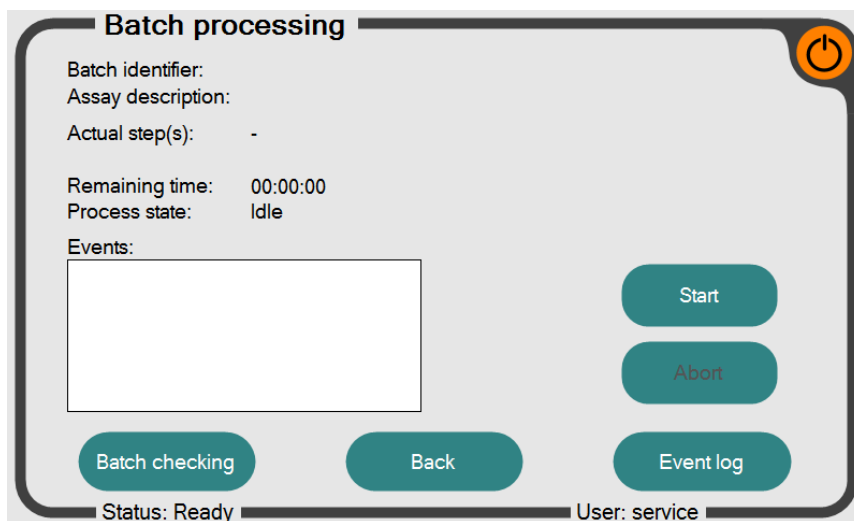 Batch processing
Batch identifier:
Assay description:
Actual step(s): -
Remaining time: 00:00:00
Process state: Idle
Events:
Start
Abort
Batch checking Back Event log
Status: Ready User: service